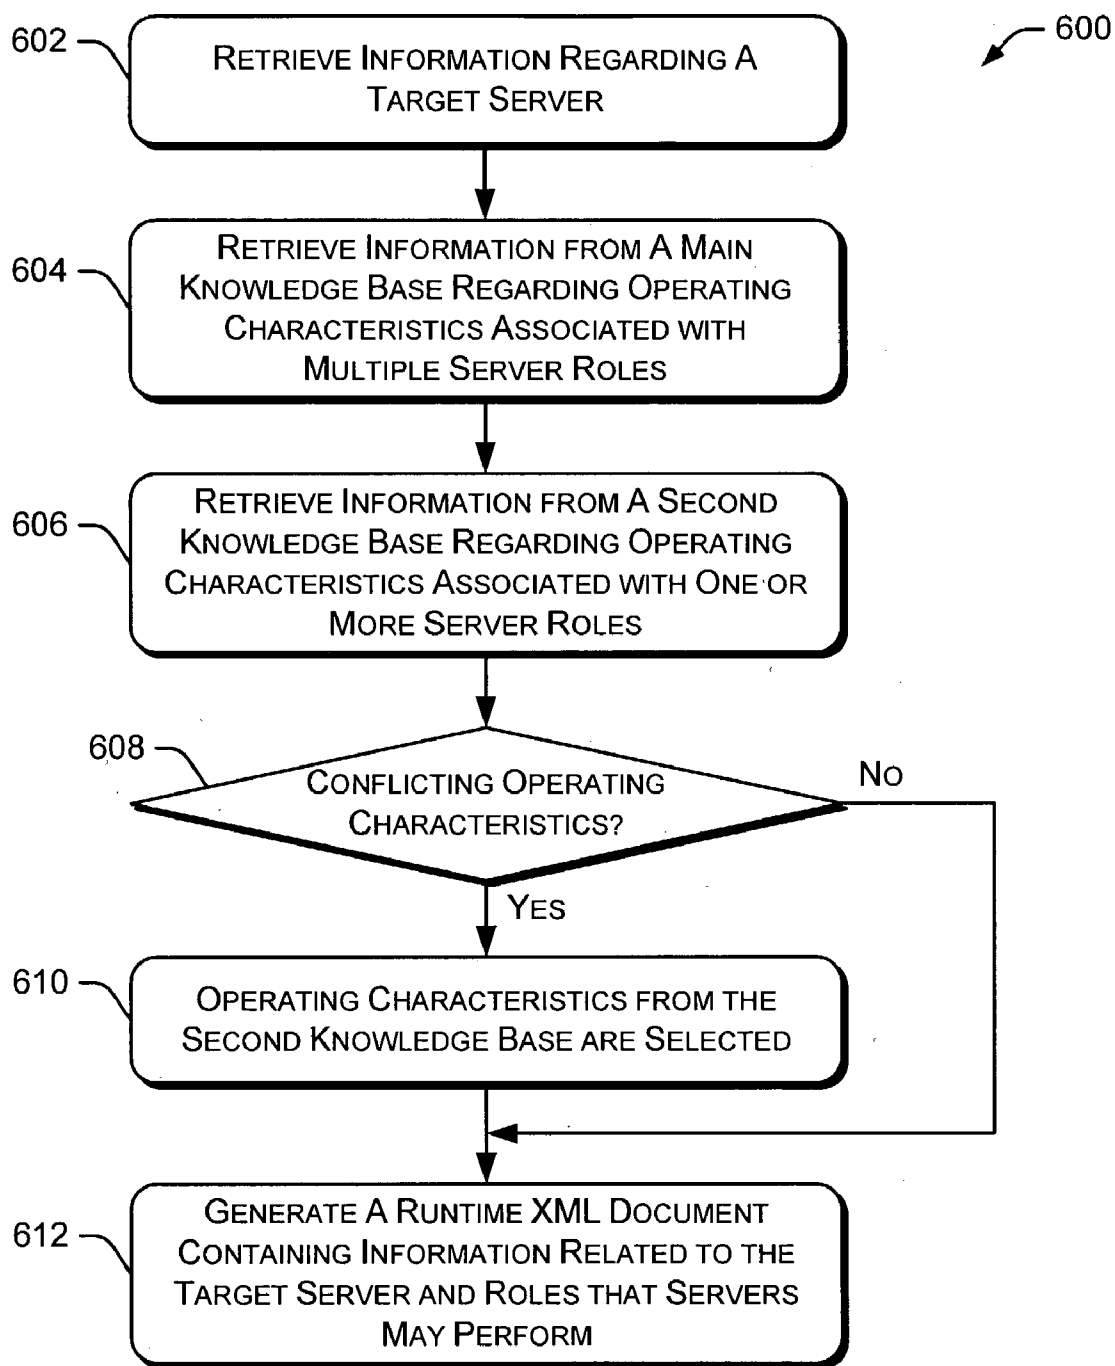 600
602
RETRIEVE INFORMATION REGARDING A
TARGET SERVER
604
RETRIEVE INFORMATION FROM A MAIN
KNOWLEDGE BASE REGARDING OPERATING
CHARACTERISTICS ASSOCIATED WITH
MULTIPLE SERVER ROLES
606
RETRIEVE INFORMATION FROM A SECOND
KNOWLEDGE BASE REGARDING OPERATING
CHARACTERISTICS ASSOCIATED WITH ONE OR
MORE SERVER ROLES
608
CONFLICTING OPERATING
CHARACTERISTICS?
NO
YES
610
OPERATING CHARACTERISTICS FROM THE
SECOND KNOWLEDGE BASE ARE SELECTED
612
GENERATE A RUNTIME XML DOCUMENT
CONTAINING INFORMATION RELATED TO THE
TARGET SERVER AND ROLES THAT SERVERS
MAY PERFORM